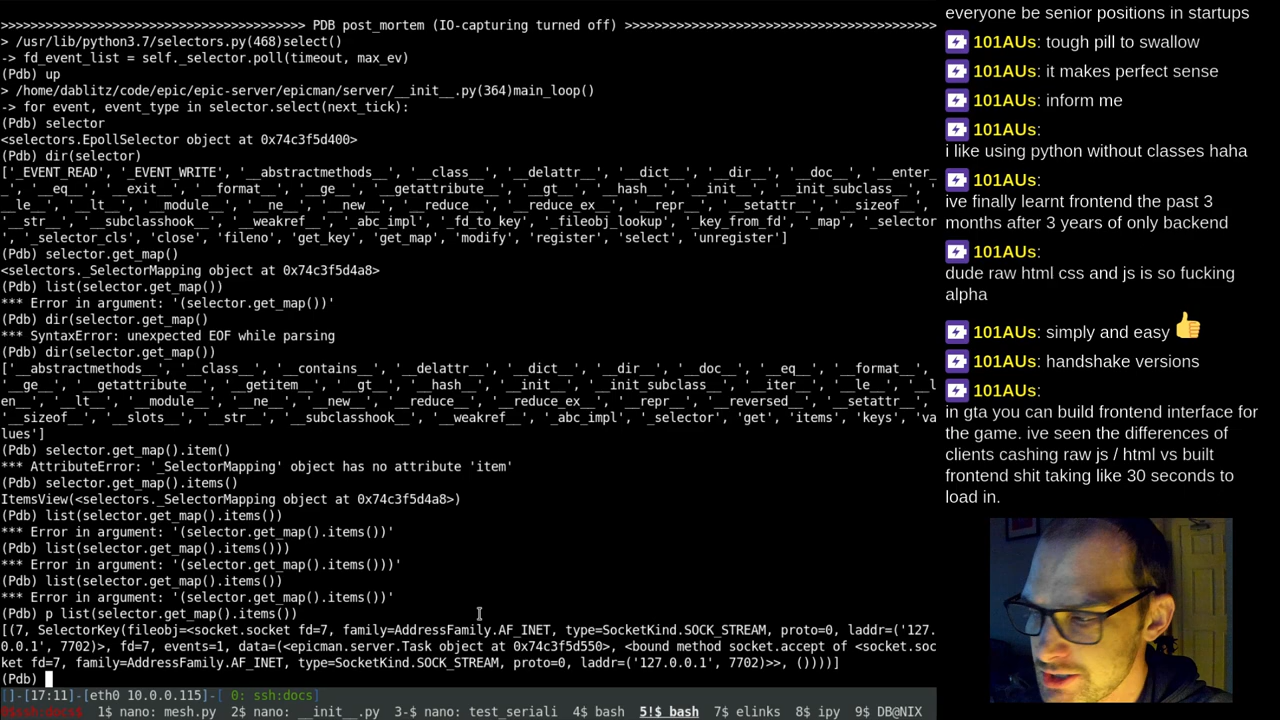 >>>>>>>>>>>>>>>>>>>>>>>>>>>>>>>>>>>>>>> PDB post_mortem (IO-capturing turned off) >>>>>>>>>>>>>>>>>>>>>>>>>>>>>>>>>>>>>>>>
> /usr/lib/python3.7/selectors.py(468)select()
-> fd_event_list = self._selector.poll(timeout, max_ev)
(Pdb) up
> /home/dablitz/code/epic/epic-server/epicman/server/__init__.py(364)main_loop()
-> for event, event_type in selector.select(next_tick):
(Pdb) selector
<selectors.EpollSelector object at 0x74c3f5d400>
(Pdb) dir(selector)
['_EVENT_READ', '_EVENT_WRITE', '__abstractmethods__', '__class__', '__delattr__', '__dict__', '__dir__', '__doc__', '__enter_
_', '__eq__', '__exit__', '__format__', '__ge__', '__getattribute__', '__gt__', '__hash__', '__init__', '__init_subclass__', '
__le__', '__lt__', '__module__', '__ne__', '__new__', '__reduce__', '__reduce_ex__', '__repr__', '__setattr__', '__sizeof__',
'__str__', '__subclasshook__', '__weakref__', '_abc_impl', '_fd_to_key', '_fileobj_lookup', '_key_from_fd', '_map', '_selector
', '_selector_cls', 'close', 'fileno', 'get_key', 'get_map', 'modify', 'register', 'select', 'unregister']
(Pdb) selector.get_map()
<selectors._SelectorMapping object at 0x74c3f5d4a8>
(Pdb) list(selector.get_map())
*** Error in argument: '(selector.get_map())'
(Pdb) dir(selector.get_map()
*** SyntaxError: unexpected EOF while parsing
(Pdb) dir(selector.get_map())
['__abstractmethods__', '__class__', '__contains__', '__delattr__', '__dict__', '__dir__', '__doc__', '__eq__', '__format__',
'__ge__', '__getattribute__', '__getitem__', '__gt__', '__hash__', '__init__', '__init_subclass__', '__iter__', '__le__', '__l
en__', '__lt__', '__module__', '__ne__', '__new__', '__reduce__', '__reduce_ex__', '__repr__', '__reversed__', '__setattr__',
'__sizeof__', '__slots__', '__str__', '__subclasshook__', '__weakref__', '_abc_impl', '_selector', 'get', 'items', 'keys', 'va
lues']
(Pdb) selector.get_map().item()
*** AttributeError: '_SelectorMapping' object has no attribute 'item'
(Pdb) selector.get_map().items()
ItemsView(<selectors._SelectorMapping object at 0x74c3f5d4a8>)
(Pdb) list(selector.get_map().items())
*** Error in argument: '(selector.get_map().items())'
(Pdb) list(selector.get_map().items()))
*** Error in argument: '(selector.get_map().items()))'
(Pdb) list(selector.get_map().items())
*** Error in argument: '(selector.get_map().items())'
(Pdb) p list(selector.get_map().items())
[(7, SelectorKey(fileobj=<socket.socket fd=7, family=AddressFamily.AF_INET, type=SocketKind.SOCK_STREAM, proto=0, laddr=('127.
0.0.1', 7702)>, fd=7, events=1, data=(<epicman.server.Task object at 0x74c3f5d550>, <bound method socket.accept of <socket.soc
ket fd=7, family=AddressFamily.AF_INET, type=SocketKind.SOCK_STREAM, proto=0, laddr=('127.0.0.1', 7702)>>, ())))]
(Pdb)
[]-[17:11]-[eth0 10.0.0.115]-[ 0: ssh:docs]
0$ssh:docs$ 1$ nano: mesh.py 2$ nano: __init__.py 3-$ nano: test_seriali 4$ bash 5!$ bash 7$ elinks 8$ ipy 9$ DB@NIX
everyone be senior positions in startups
101AUs: tough pill to swallow
101AUs: it makes perfect sense
101AUs: inform me
101AUs:
i like using python without classes haha
101AUs:
ive finally learnt frontend the past 3
months after 3 years of only backend
101AUs:
dude raw html css and js is so fucking
alpha
101AUs: simply and easy
101AUs: handshake versions
101AUs:
in gta you can build frontend interface for
the game. ive seen the differences of
clients cashing raw js / html vs built
frontend shit taking like 30 seconds to
load in.